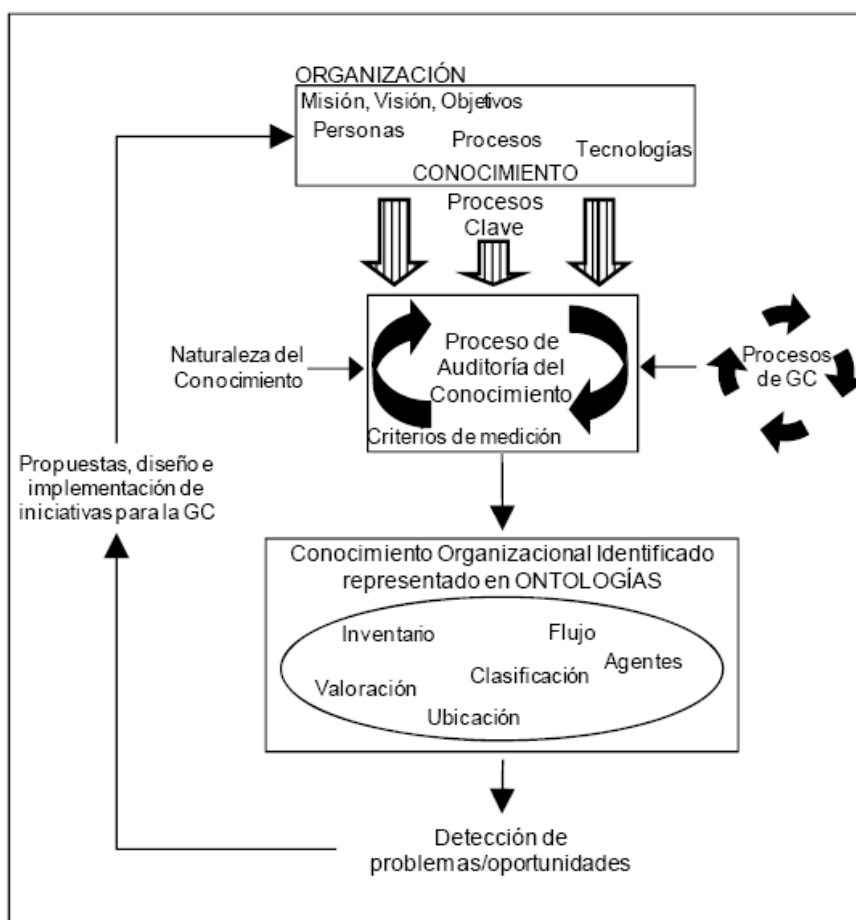 ORGANIZACIÓN
Misión, Visión, Objetivos
Personas
Procesos
Tecnologías
CONOCIMIENTO
Procesos
Clave
Naturaleza del
Conocimiento
Proceso de
Auditoría del
Conocimiento
Criterios de medición
Procesos
de GC
Propuestas, diseño e
implementación de
iniciativas para la GC
Conocimiento Organizacional Identificado
representado en ONTOLOGÍAS
Inventario
Flujo
Agentes
Clasificación
Valoración
Ubicación
Detección de
problemas/oportunidades